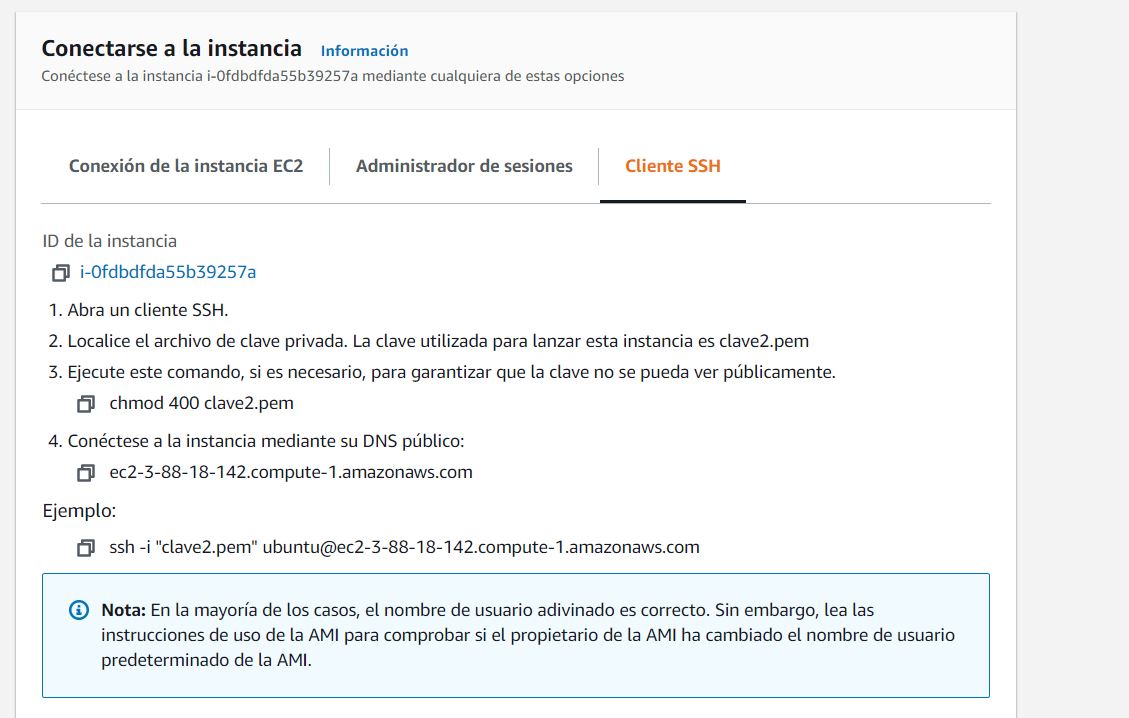 Conectarse a la instancia Información
Conéctese a la instancia i-0fdbdfda55b39257a mediante cualquiera de estas opciones
Conexión de la instancia EC2 Administrador de sesiones Cliente SSH
ID de la instancia
i-0fdbdfda55b39257a
1. Abra un cliente SSH.
2. Localice el archivo de clave privada. La clave utilizada para lanzar esta instancia es clave2.pem
3. Ejecute este comando, si es necesario, para garantizar que la clave no se pueda ver públicamente.
chmod 400 clave2.pem
4. Conéctese a la instancia mediante su DNS público:
ec2-3-88-18-142.compute-1.amazonaws.com
Ejemplo:
ssh -i "clave2.pem" ubuntu@ec2-3-88-18-142.compute-1.amazonaws.com
Nota: En la mayoría de los casos, el nombre de usuario adivinado es correcto. Sin embargo, lea las
instrucciones de uso de la AMI para comprobar si el propietario de la AMI ha cambiado el nombre de usuario
predeterminado de la AMI.